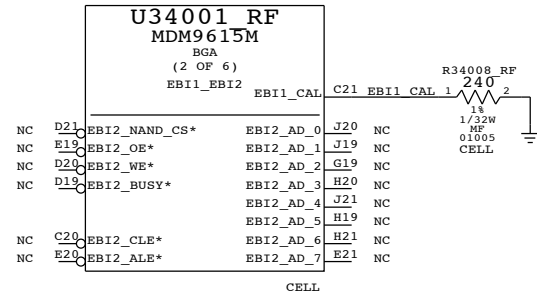 U34001_RF
MDM9615M
BGA
(2 OF 6)
EBI1_EBI2
EBI1_CAL C21 EBI1_CAL 1 2
R34008_RF
240
1%
1/32W
MF
01005
CELL
NC D21 EBI2_NAND_CS* EBI2_AD_0 J20 NC
NC E19 EBI2_OE* EBI2_AD_1 J19 NC
NC D20 EBI2_WE* EBI2_AD_2 G19 NC
NC D19 EBI2_BUSY* EBI2_AD_3 H20 NC
EBI2_AD_4 J21 NC
EBI2_AD_5 H19 NC
NC C20 EBI2_CLE* EBI2_AD_6 H21 NC
NC E20 EBI2_ALE* EBI2_AD_7 E21 NC
CELL